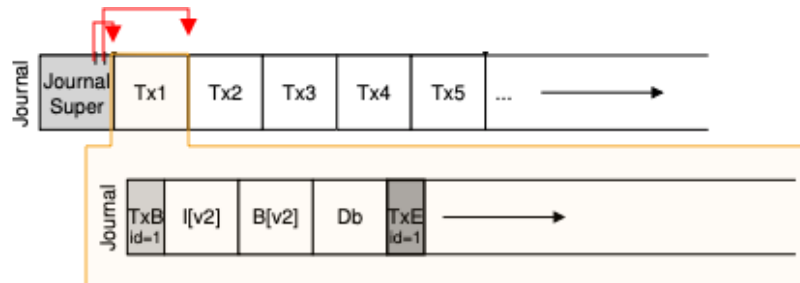 Journal
Journal
Super
Tx1
Tx2
Tx3
Tx4
Tx5
...
Journal
TxB
id=1
I[v2]
B[v2]
Db
TxE
id=1